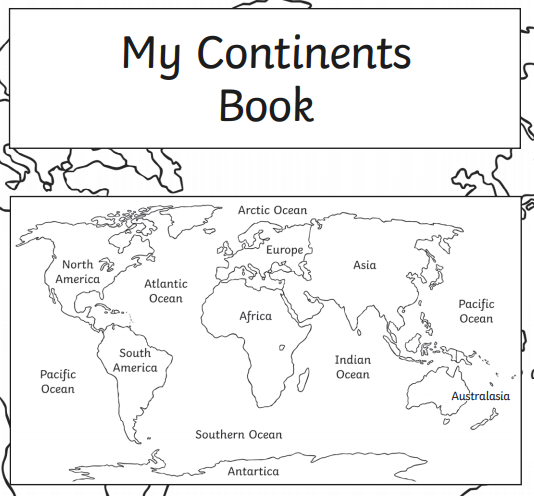 My Continents
Book
Arctic Ocean
Europe
Asia
North
America
Atlantic
Ocean
Africa
Pacific
Ocean
South
America
Indian
Ocean
Pacific
Ocean
Australasia
Southern Ocean
Antartica